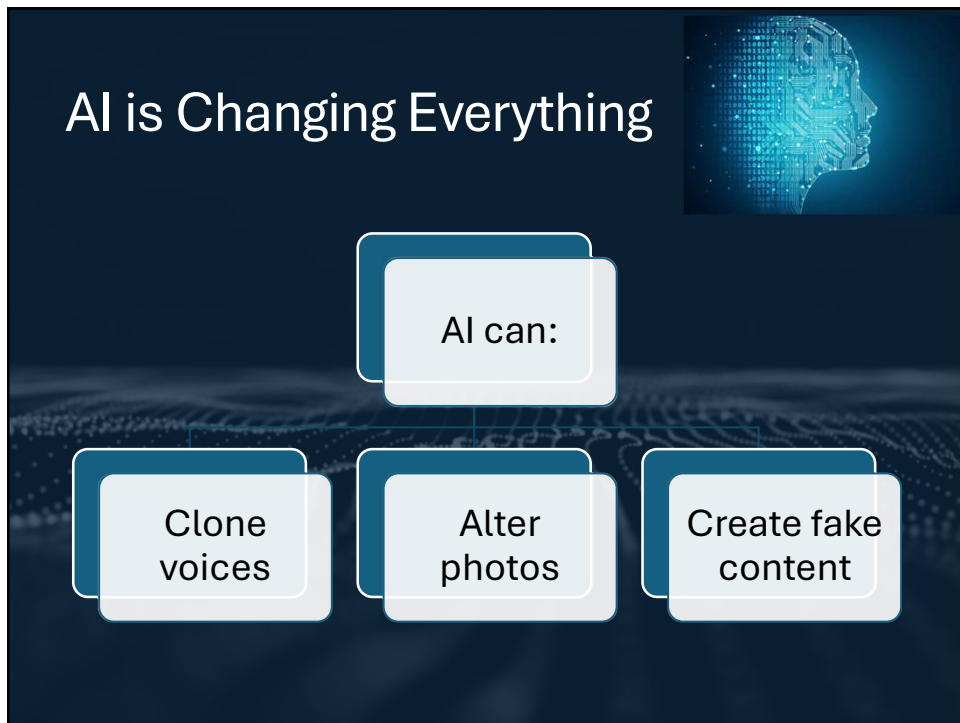 AI is Changing Everything
AI can:
Clone
voices
Alter
photos
Create fake
content